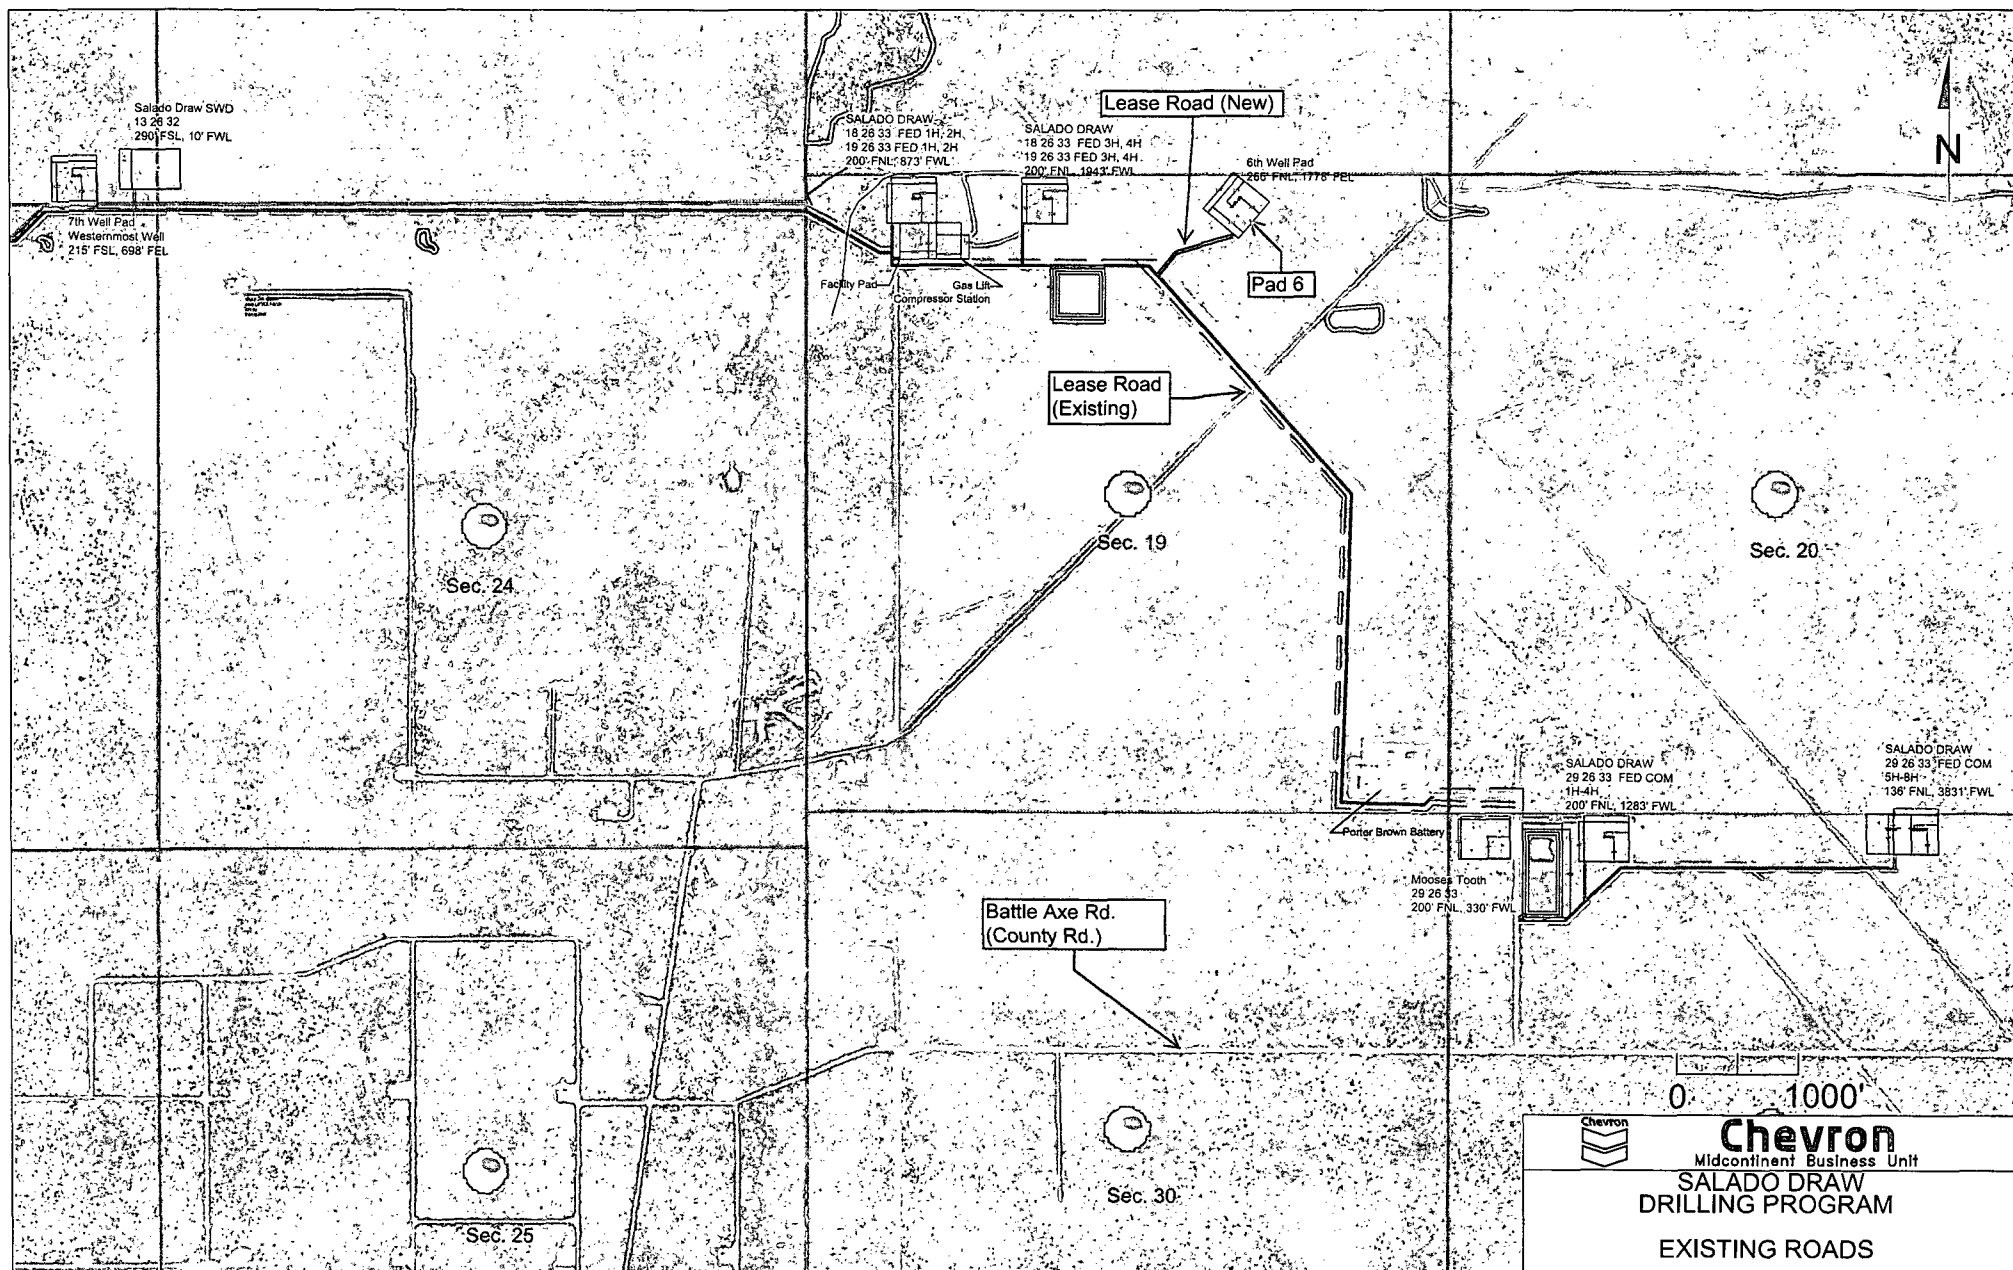 Salado Draw SWD
13 26 32
290' FSL, 10' FWL
7th Well Pad
Westernmost Well
215' FSL, 698' FEL
SALADO DRAW
18 26 33 FED 1H, 2H
19 26 33 FED 1H, 2H
200' FNL, 873' FWL
SALADO DRAW
18 26 33 FED 3H, 4H
19 26 33 FED 3H, 4H
200' FNL, 1943' FWL
Lease Road (New)
6th Well Pad
FNL, 1778' FEL
N
Pad 6
Facility Pad
Gas Lift
Compressor Station
Lease Road
(Existing)
Sec. 24
Sec. 19
Sec. 20
SALADO DRAW
29 26 33 FED COM
1H-4H
200' FNL, 1283' FWL
SALADO DRAW
29 26 33 FED COM
5H-8H
136' FNL, 3831' FWL
Porter Brown Battery
Mooses Tooth
29 26 33
200' FNL, 330' FWL
Battle Axe Rd.
(County Rd.)
Sec. 25
Sec. 30
0 1000'
Chevron
Chevron
Midcontinent Business Unit
SALADO DRAW
DRILLING PROGRAM
EXISTING ROADS